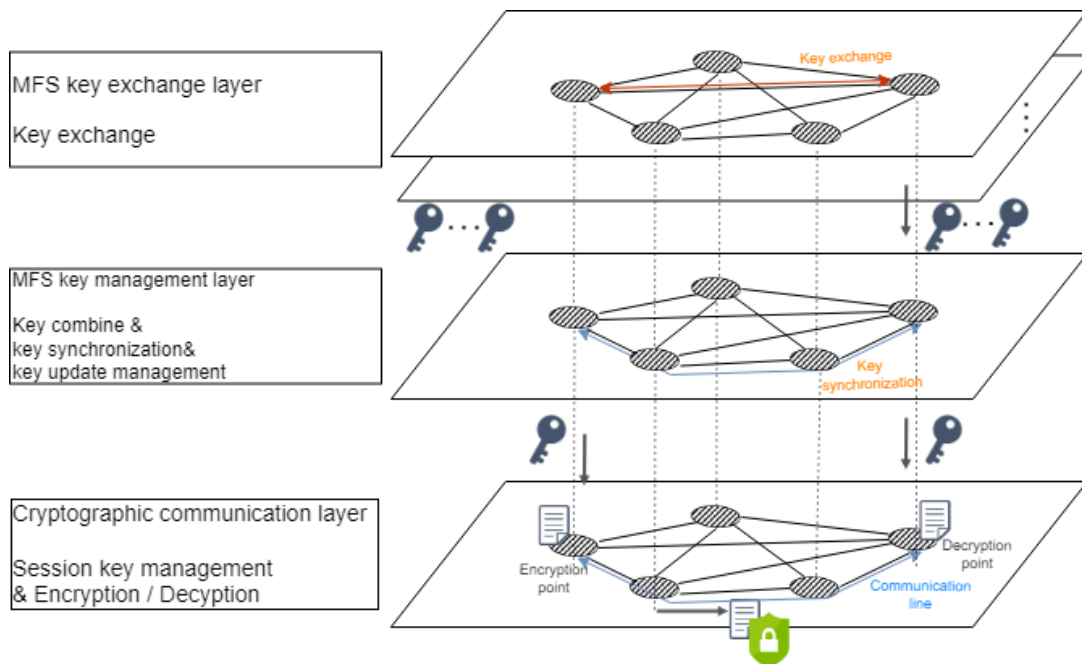 MFS key exchange layer
Key exchange
Key exchange
MFS key management layer
Key combine &
key synchronization&
key update management
Key
synchronization
Cryptographic communication layer
Session key management
& Encryption / Decyption
Encryption
point
Decryption
point
Communication
line